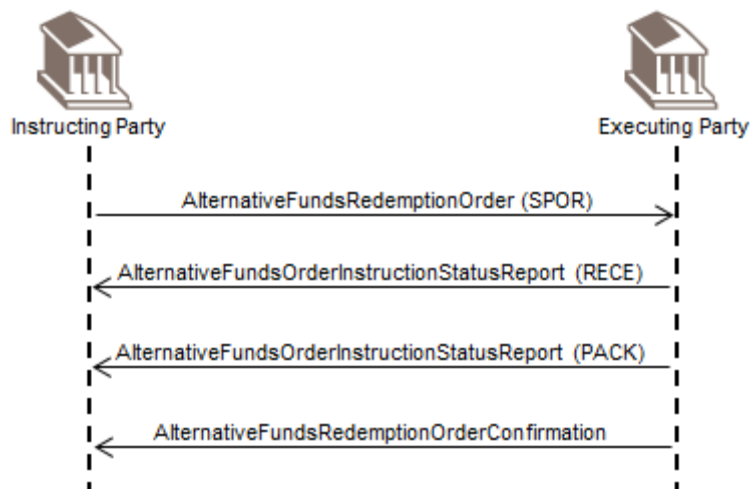 Instructing Party
Executing Party
AlternativeFundsRedemptionOrder (SPOR)
AlternativeFundsOrderInstructionStatusReport (RECE)
AlternativeFundsOrderInstructionStatusReport (PACK)
AlternativeFundsRedemptionOrderConfirmation